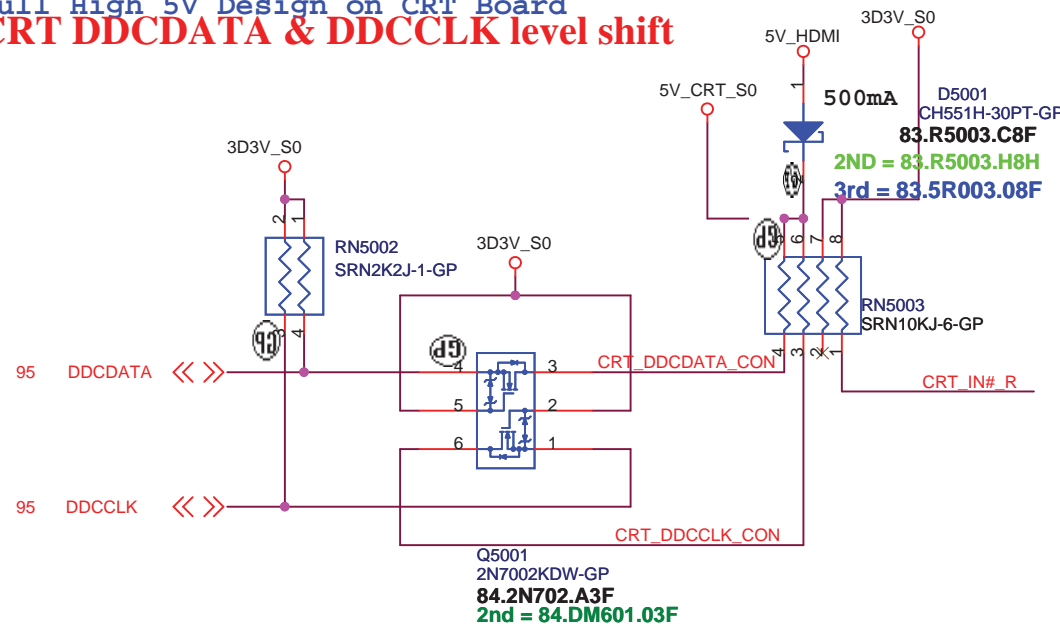 ull High 5V Design on CRT Board
CRT DDCDATA & DDCCLK level shift
3D3V_S0
5V_HDMI
5V_CRT_S0
1
500mA
D5001
CH551H-30PT-GP
83.R5003.C8F
2ND = 83.R5003.H8H
3rd = 83.5R003.08F
3D3V_S0
2 1
RN5002
SRN2K2J-1-GP
3D3V_S0
GP
5 6 7 8
RN5003
SRN10KJ-6-GP
GP
3 4
GP
4 3 2 1
95 DDCDATA
4 3
CRT_DDCDATA_CON
CRT_IN#_R
5 2
6 1
95 DDCCLK
CRT_DDCCLK_CON
Q5001
2N7002KDW-GP
84.2N702.A3F
2nd = 84.DM601.03F